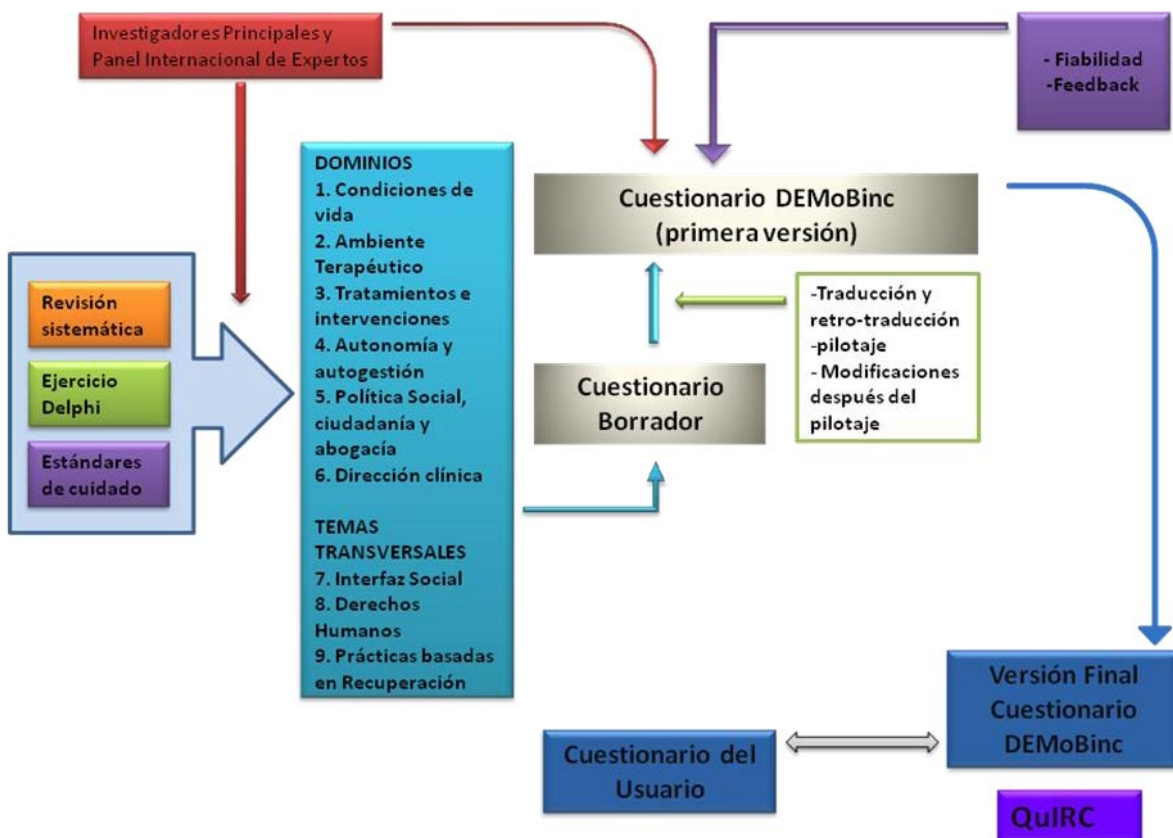 Investigadores Principales y
Panel Internacional de Expertos
- Fiabilidad
-Feedback
DOMINIOS
1. Condiciones de
vida
2. Ambiente
Terapéutico
3. Tratamientos e
intervenciones
4. Autonomía y
autogestión
5. Política Social,
ciudadanía y
abogacía
6. Dirección clínica
TEMAS
TRANSVERSALES
7. Interfaz Social
8. Derechos
Humanos
9. Prácticas basadas
en Recuperación
Revisión
sistemática
Ejercicio
Delphi
Estándares
de cuidado
Cuestionario DEMoBinc
(primera versión)
-Traducción y
retro-traducción
-pilotaje
- Modificaciones
después del
pilotaje
Cuestionario
Borrador
Versión Final
Cuestionario
DEMoBinc
Cuestionario del
Usuario
QuIRC